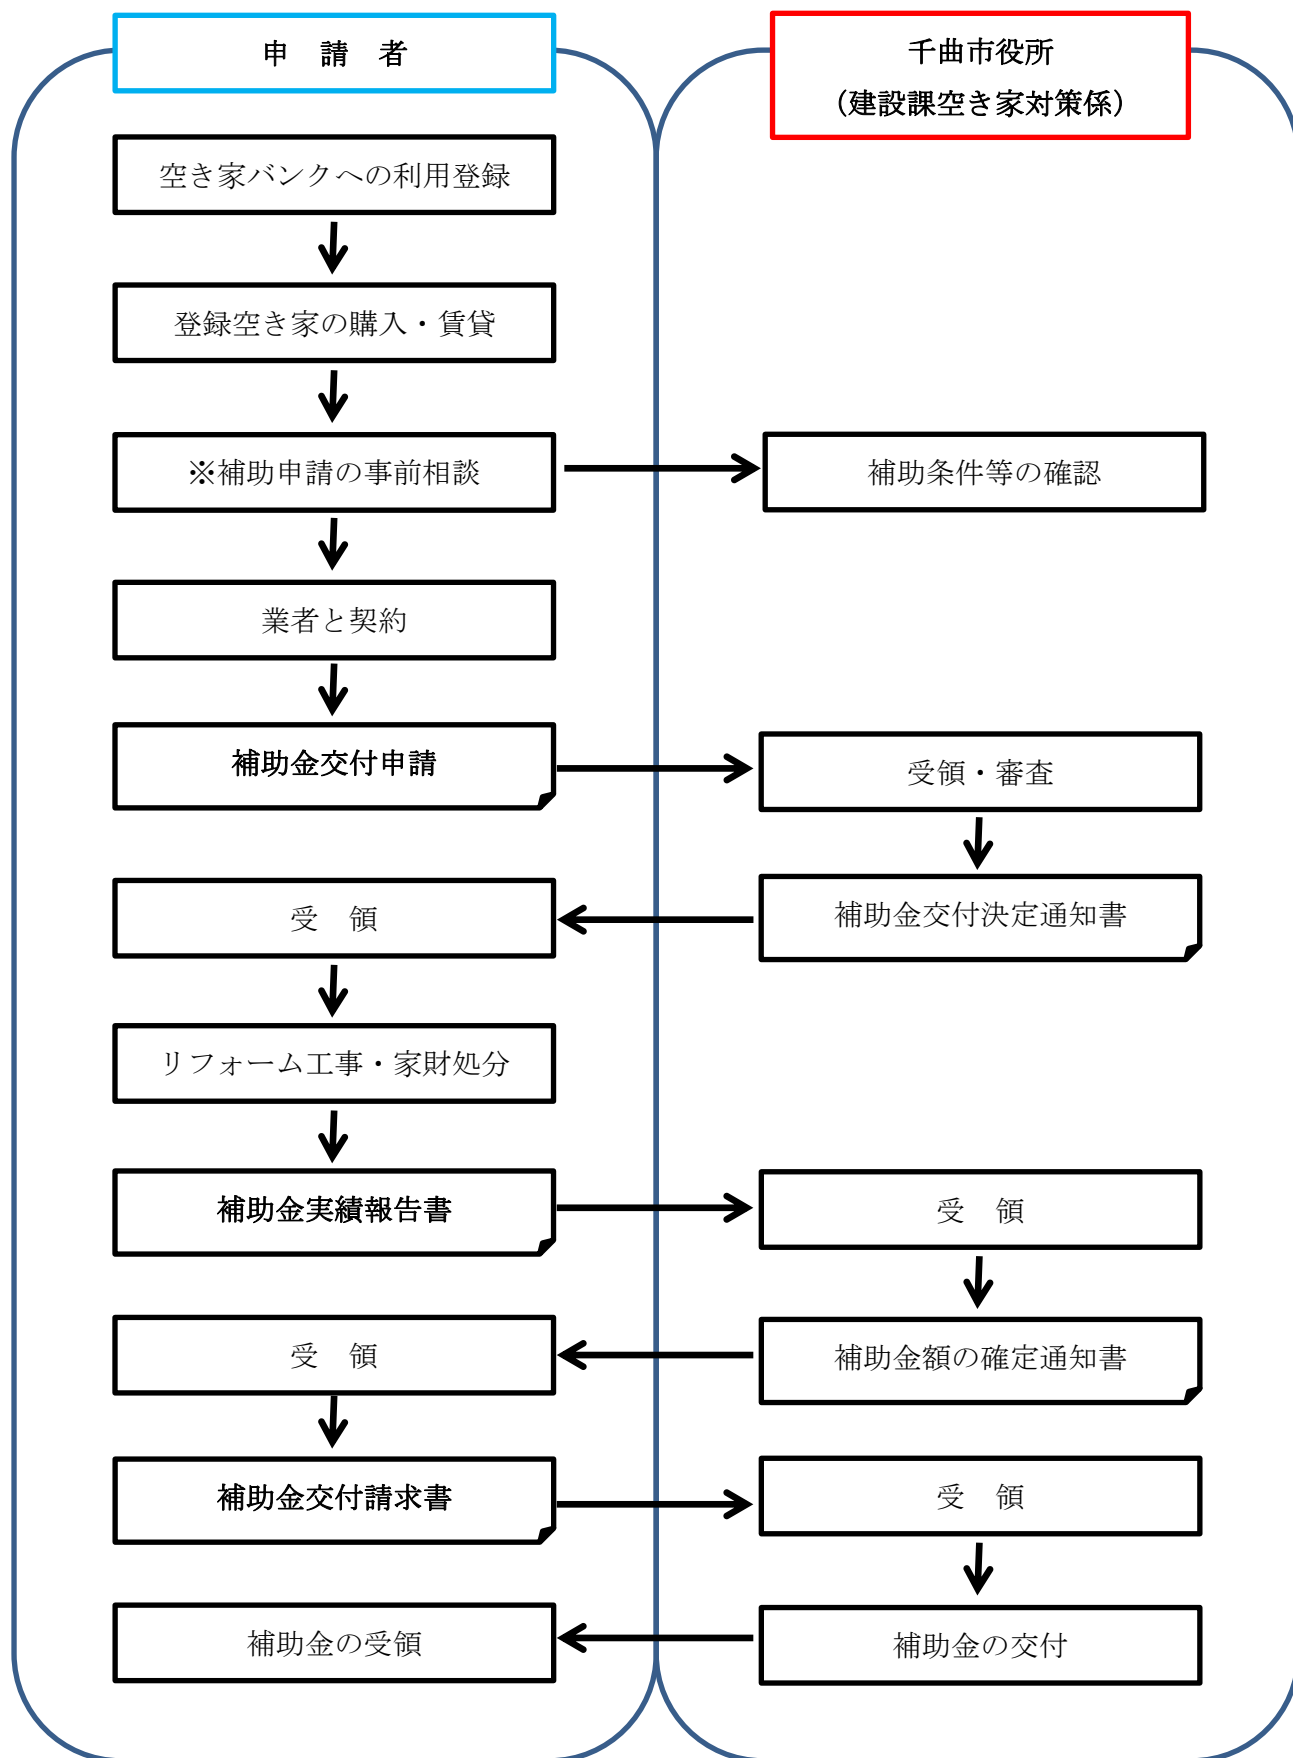 申　請　者
千曲市役所
（建設課空き家対策係）
空き家バンクへの利用登録
登録空き家の購入・賃貸
※補助申請の事前相談
補助条件等の確認
業者と契約
補助金交付申請
受領・審査
受　領
補助金交付決定通知書
リフォーム工事・家財処分
補助金実績報告書
受　領
受　領
補助金額の確定通知書
補助金交付請求書
受　領
補助金の受領
補助金の交付